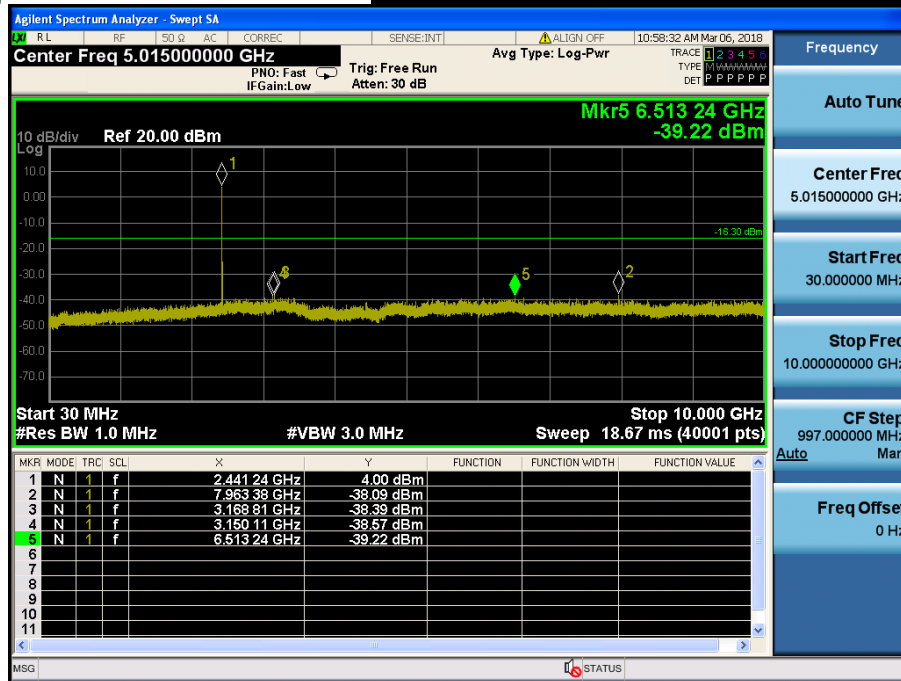 Agilent Spectrum Analyzer - Swept SA
LXI RL RF 50 Ω AC CORREC SENSE:INT ALIGN OFF 10:58:32 AM Mar 06, 2018
Center Freq 5.015000000 GHz
PNO: Fast
IFGain:Low
Trig: Free Run
Atten: 30 dB
Avg Type: Log-Pwr
TRACE 1 2 3 4 5 6
TYPE M WWWWW
DET P P P P P P
Mkr5 6.513 24 GHz
-39.22 dBm
10 dB/div Ref 20.00 dBm
Log
10.0
0.00
-10.0
-20.0
-30.0
-40.0
-50.0
-60.0
-70.0
1
-16.30 dBm
5
2
Start 30 MHz Stop 10.000 GHz
#Res BW 1.0 MHz #VBW 3.0 MHz Sweep 18.67 ms (40001 pts)
MKR MODE TRC SCL X Y FUNCTION FUNCTION WIDTH FUNCTION VALUE
1 N 1 f 2.441 24 GHz 4.00 dBm
2 N 1 f 7.963 38 GHz -38.09 dBm
3 N 1 f 3.168 81 GHz -38.39 dBm
4 N 1 f 3.150 11 GHz -38.57 dBm
5 N 1 f 6.513 24 GHz -39.22 dBm
6
7
8
9
10
11
MSG STATUS
Frequency
Auto Tune
Center Freq
5.015000000 GHz
Start Freq
30.000000 MHz
Stop Freq
10.000000000 GHz
CF Step
997.000000 MHz
Auto Man
Freq Offset
0 Hz